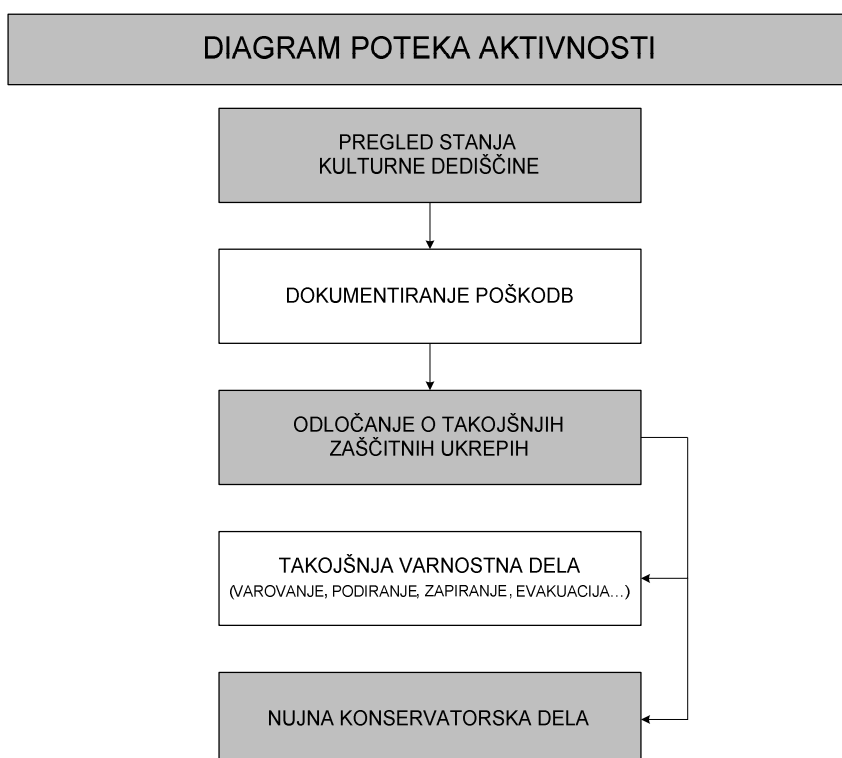 DIAGRAM POTEKA AKTIVNOSTI
PREGLED STANJA
KULTURNE DEDIŠČINE
DOKUMENTIRANJE POŠKODB
ODLOČANJE O TAKOJŠNJIH
ZAŠČITNIH UKREPIH
TAKOJŠNJA VARNOSTNA DELA
(VAROVANJE, PODIRANJE, ZAPIRANJE, EVAKUACIJA...)
NUJNA KONSERVATORSKA DELA